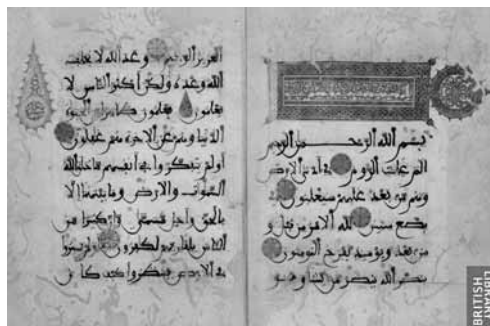 بسم الله الرحمن الرحيم
الم غلبت الروم في أدنى الأرض
وهم من بعد غلبهم سيغلبون في
بضع سنين لله الأمر من قبل و
من بعد ويومئذ يفرح المؤمنون
بنصر الله ينصر من يشاء وهو
العزيز الرحيم وعد الله لا يخلف
الله وعده ولكن أكثر الناس لا
يعلمون يعلمون ظاهرا من الحيوة
الدنيا وهم عن الآخرة هم غفلون
أولم يتفكروا في أنفسهم ما خلق الله
السموات والأرض وما بينهما إلا
بالحق وأجل مسمى وإن كثيرا من
الناس بلقاء ربهم لكفرون أولم يسيروا
في الأرض فينظروا كيف كان
BRITISH
LIBRARY